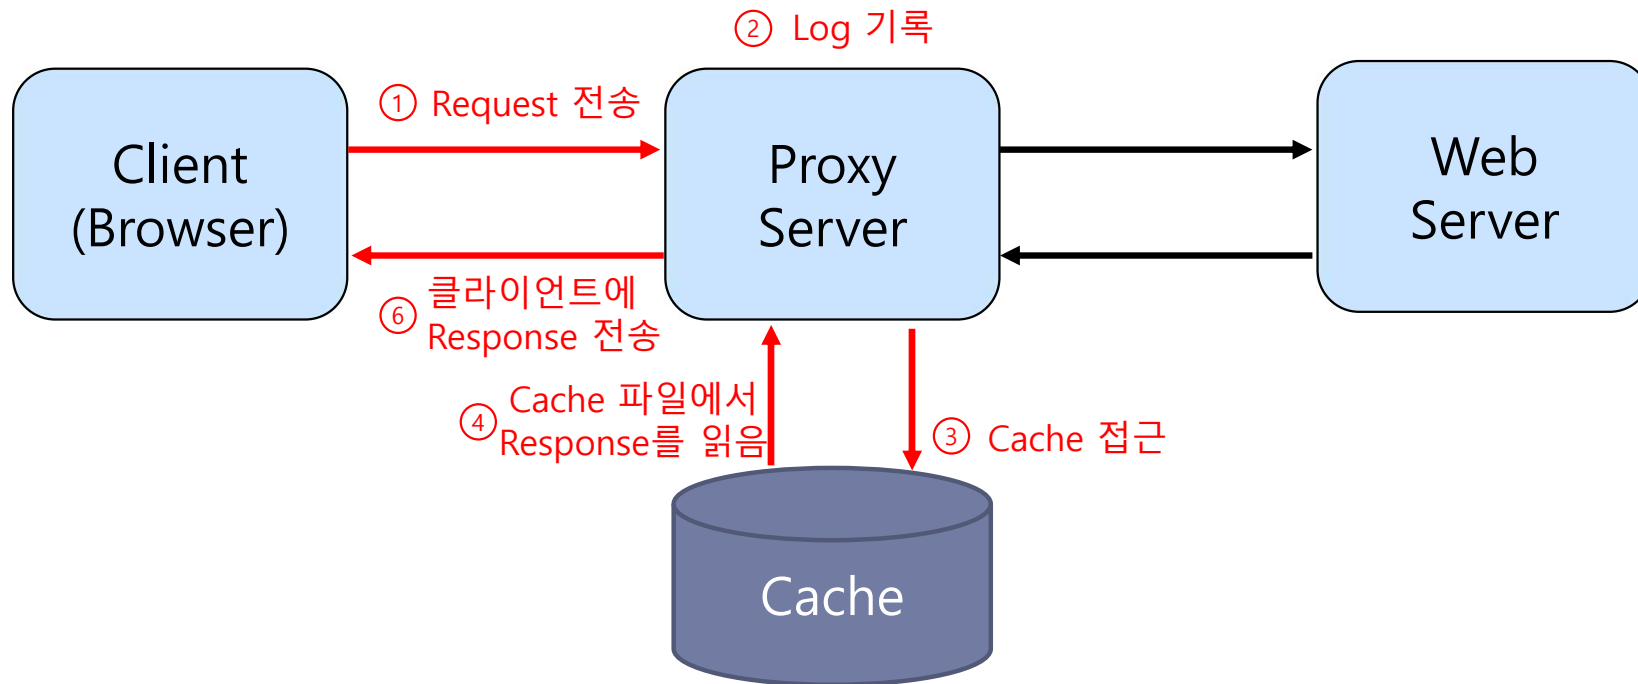 ② Log 기록
① Request 전송
Client
(Browser)
Proxy
Server
Web
Server
⑥ 클라이언트에
Response 전송
④ Cache 파일에서
Response를 읽음
③ Cache 접근
Cache